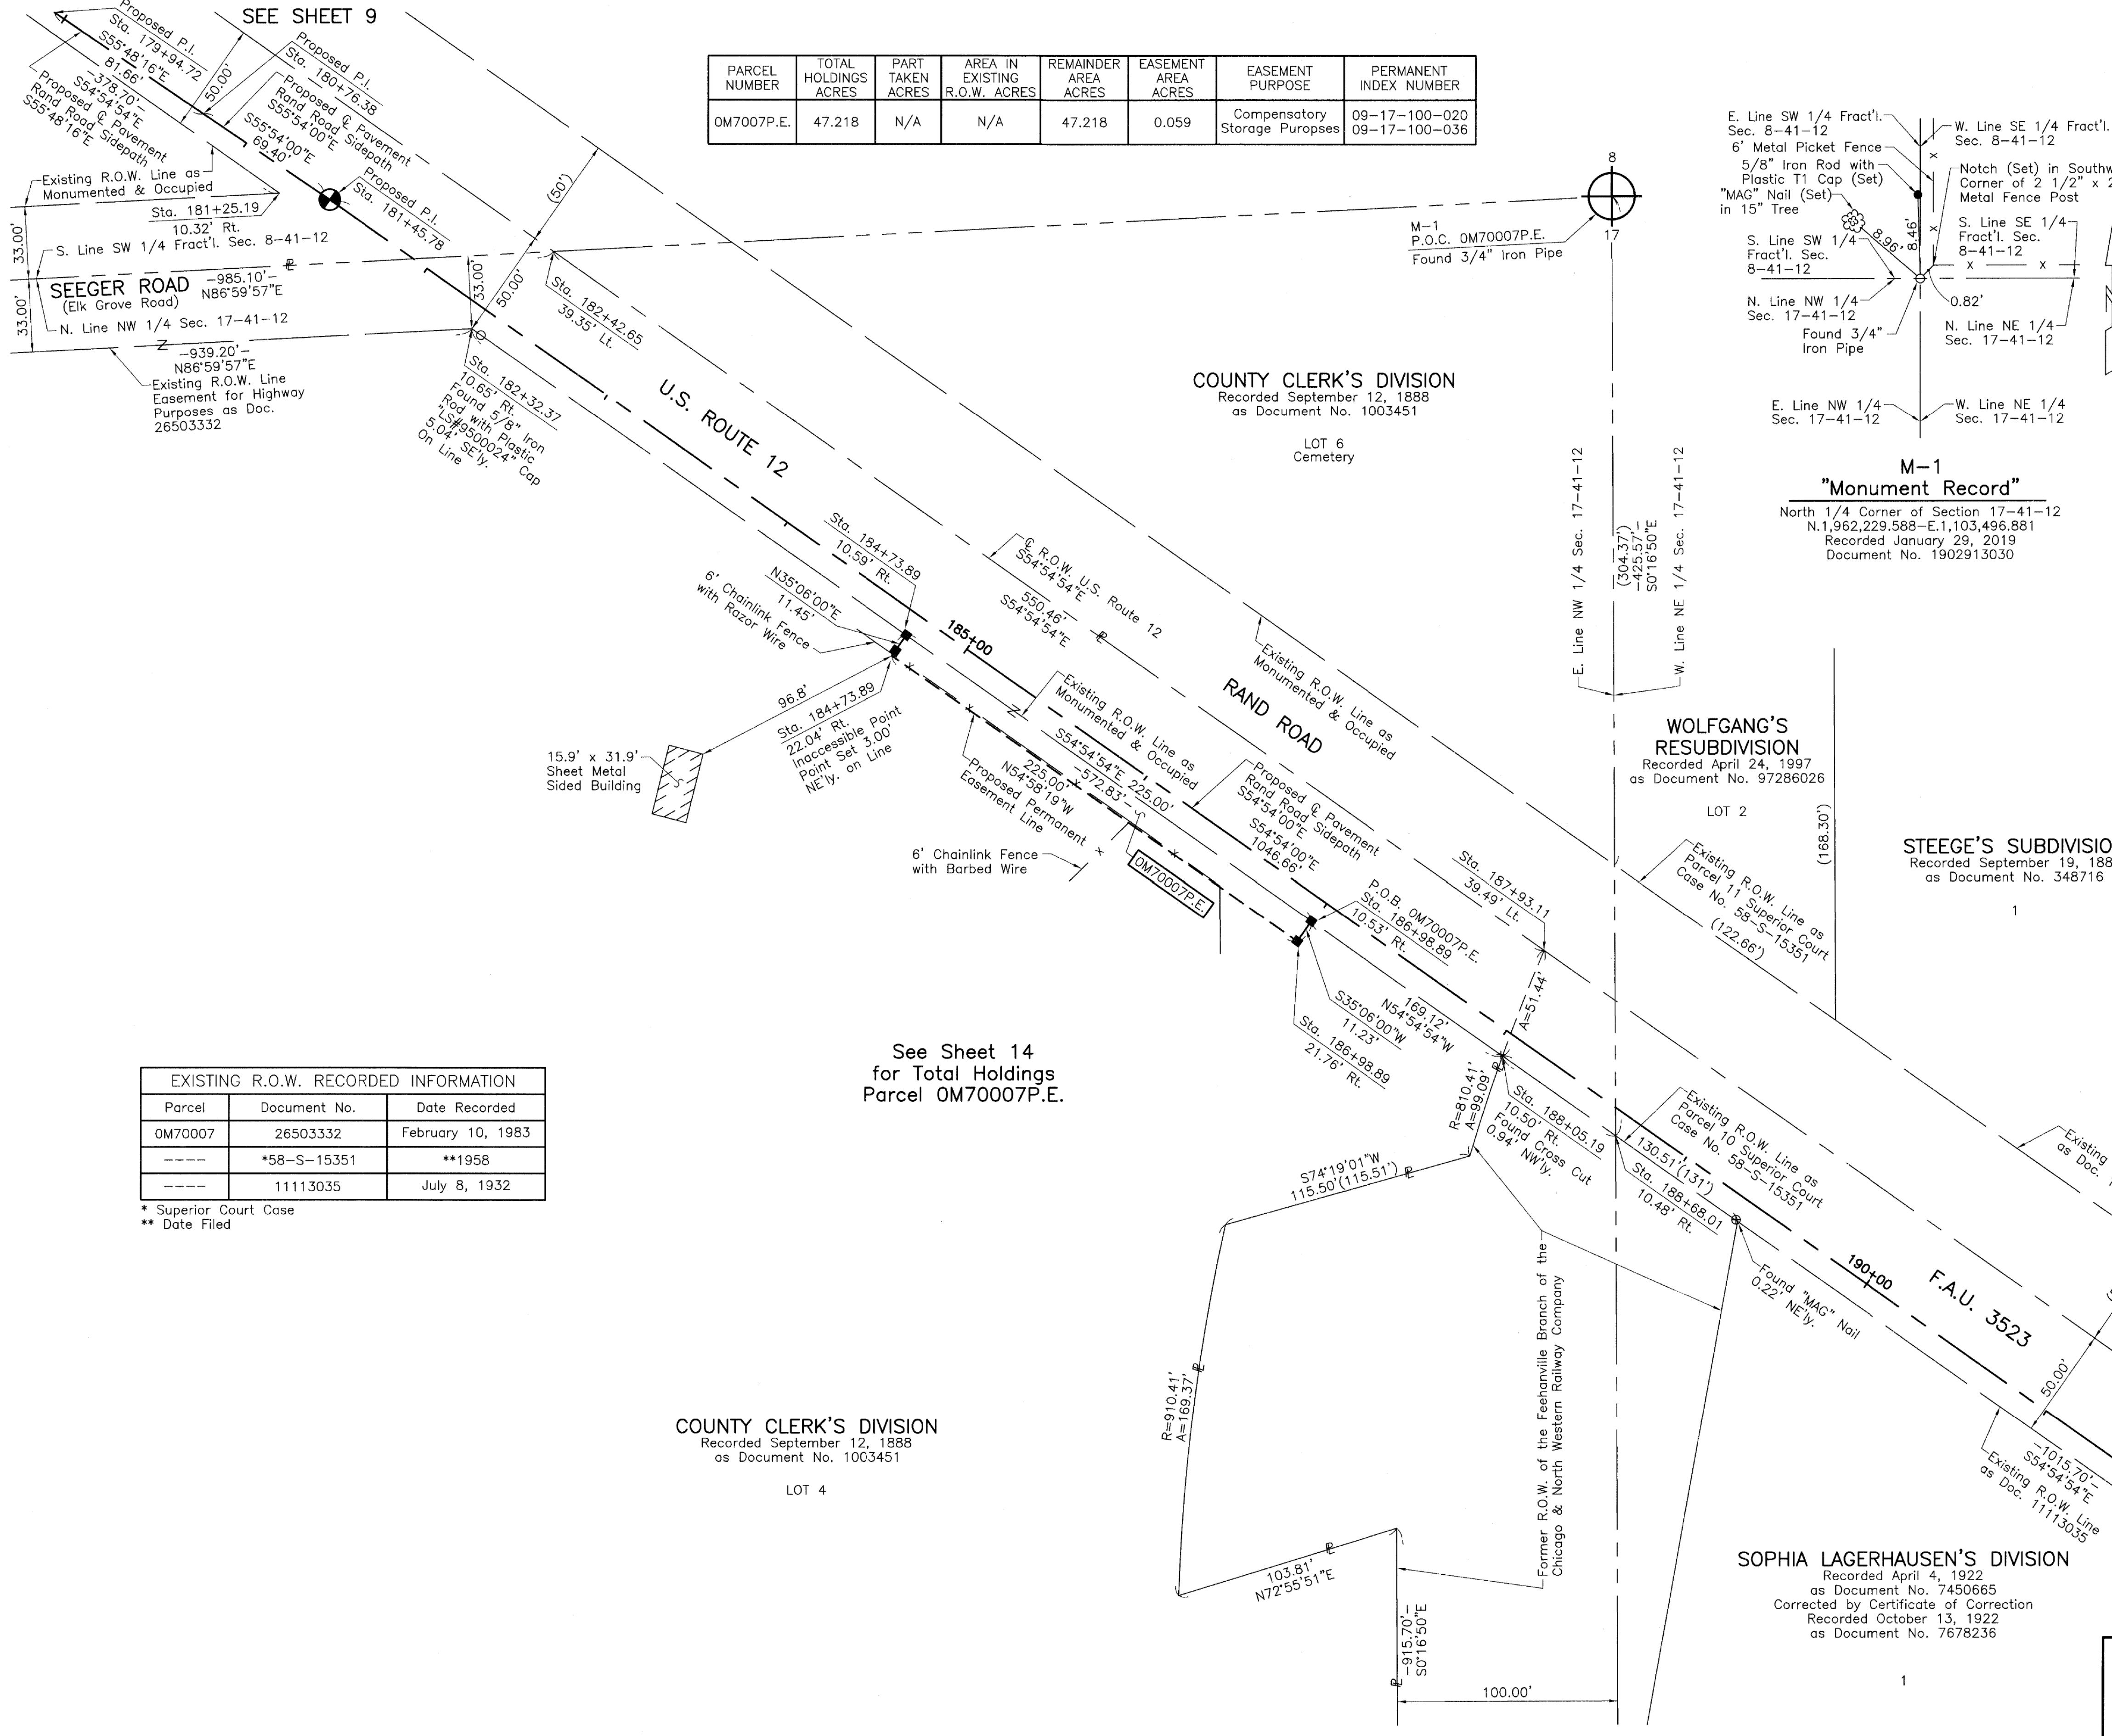 SEE SHEET 9
Proposed P.I.
Sta. 179+94.72
S55°48'16"E
81.66'
-378.70'-
S54°54'54"E
Proposed ℄ Pavement
Rand Road Sidepath
S55°48'16"E
50.00'
Proposed P.I.
Sta. 180+76.38
Proposed ℄ Pavement
Rand Road Sidepath
S55°54'00"E
S55°54'00"E
69.40'
Proposed P.I.
Sta. 181+45.78
Existing R.O.W. Line as
Monumented & Occupied
Sta. 181+25.19
10.32' Rt.
33.00'
S. Line SW 1/4 Fract'l. Sec. 8-41-12
SEEGER ROAD
(Elk Grove Road)
-985.10'-
N86°59'57"E
33.00'
N. Line NW 1/4 Sec. 17-41-12
-939.20'-
N86°59'57"E
Existing R.O.W. Line
Easement for Highway
Purposes as Doc.
26503332
(50')
33.00'
50.00'
Sta. 182+42.65
39.35' Lt.
Sta. 182+32.37
10.65' Rt.
Found 5/8" Iron
Rod with Plastic
"LS#9500024" Cap
5.04' SE'ly.
On Line
PARCEL NUMBER
TOTAL HOLDINGS ACRES
PART TAKEN ACRES
AREA IN EXISTING R.O.W. ACRES
REMAINDER AREA ACRES
EASEMENT AREA ACRES
EASEMENT PURPOSE
PERMANENT INDEX NUMBER
0M7007P.E.
47.218
N/A
N/A
47.218
0.059
Compensatory
Storage Puropses
09-17-100-020
09-17-100-036
8
17
M-1
P.O.C. 0M70007P.E.
Found 3/4" Iron Pipe
E. Line SW 1/4 Fract'l.
Sec. 8-41-12
6' Metal Picket Fence
5/8" Iron Rod with
Plastic T1 Cap (Set)
"MAG" Nail (Set)
in 15" Tree
8.96'
8.46'
S. Line SW 1/4
Fract'l. Sec.
8-41-12
N. Line NW 1/4
Sec. 17-41-12
Found 3/4"
Iron Pipe
E. Line NW 1/4
Sec. 17-41-12
W. Line SE 1/4 Fract'l.
Sec. 8-41-12
Notch (Set) in Southw
Corner of 2 1/2" x 2
Metal Fence Post
S. Line SE 1/4
Fract'l. Sec.
8-41-12
0.82'
N. Line NE 1/4
Sec. 17-41-12
W. Line NE 1/4
Sec. 17-41-12
M-1
"Monument Record"
North 1/4 Corner of Section 17-41-12
N.1,962,229.588-E.1,103,496.881
Recorded January 29, 2019
Document No. 1902913030
COUNTY CLERK'S DIVISION
Recorded September 12, 1888
as Document No. 1003451
LOT 6
Cemetery
E. Line NW 1/4 Sec. 17-41-12
(304.37')
-425.57'-
S0°16'50"E
W. Line NE 1/4 Sec. 17-41-12
U.S. ROUTE 12
℄ R.O.W. U.S. Route 12
S54°54'54"E
550.46'
S54°54'54"E
Sta. 184+73.89
10.59' Rt.
N35°06'00"E
11.45'
6' Chainlink Fence
with Razor Wire
185+00
96.8'
Sta. 184+73.89
22.04' Rt.
Inaccessible Point
Point Set 3.00'
NE'ly. on Line
15.9' x 31.9'
Sheet Metal
Sided Building
Existing R.O.W. Line as
Monumented & Occupied
S54°54'54"E 225.00'
-572.83'-
225.00'
N54°58'19"W
Proposed Permanent
Easement Line
6' Chainlink Fence
with Barbed Wire
0M70007P.E.
RAND ROAD
Existing R.O.W. Line as
Monumented & Occupied
Proposed ℄ Pavement
Rand Road Sidepath
S54°54'00"E
S54°54'00"E
1046.66'
P.O.B. 0M70007P.E.
Sta. 186+98.89
10.53' Rt.
Sta. 187+93.11
39.49' Lt.
S35°06'00"W
11.23'
Sta. 186+98.89
21.76' Rt.
169.12'
N54°54'54"W
A=51.44'
R=810.41'
A=99.09'
Sta. 188+05.19
10.50' Rt.
Found Cross Cut
0.94' NW'ly.
WOLFGANG'S
RESUBDIVISION
Recorded April 24, 1997
as Document No. 97286026
LOT 2
(168.30')
Existing R.O.W. Line as
Parcel 11 Superior Court
Case No. 58-S-15351
(122.66')
STEEGE'S SUBDIVISIO
Recorded September 19, 188
as Document No. 348716
1
See Sheet 14
for Total Holdings
Parcel 0M70007P.E.
EXISTING R.O.W. RECORDED INFORMATION
Parcel Document No. Date Recorded
0M70007 26503332 February 10, 1983
---- *58-S-15351 **1958
---- 11113035 July 8, 1932
* Superior Court Case
** Date Filed
S74°19'01"W
115.50'(115.51')
Existing R.O.W. Line as
Parcel 10 Superior Court
Case No. 58-S-15351
130.51'(131')
Sta. 188+68.01
10.48' Rt.
Found "MAG" Nail
0.22' NE'ly.
190+00
F.A.U. 3523
Existing
as Doc.
50.00'
-1015.70'-
S54°54'54"E
Existing R.O.W. Line
as Doc. 11113035
R=910.41'
A=169.37'
Former R.O.W. of the Feehanville Branch of the
Chicago & North Western Railway Company
103.81'
N72°55'51"E
-915.70'-
S0°16'50"E
100.00'
COUNTY CLERK'S DIVISION
Recorded September 12, 1888
as Document No. 1003451
LOT 4
SOPHIA LAGERHAUSEN'S DIVISION
Recorded April 4, 1922
as Document No. 7450665
Corrected by Certificate of Correction
Recorded October 13, 1922
as Document No. 7678236
1